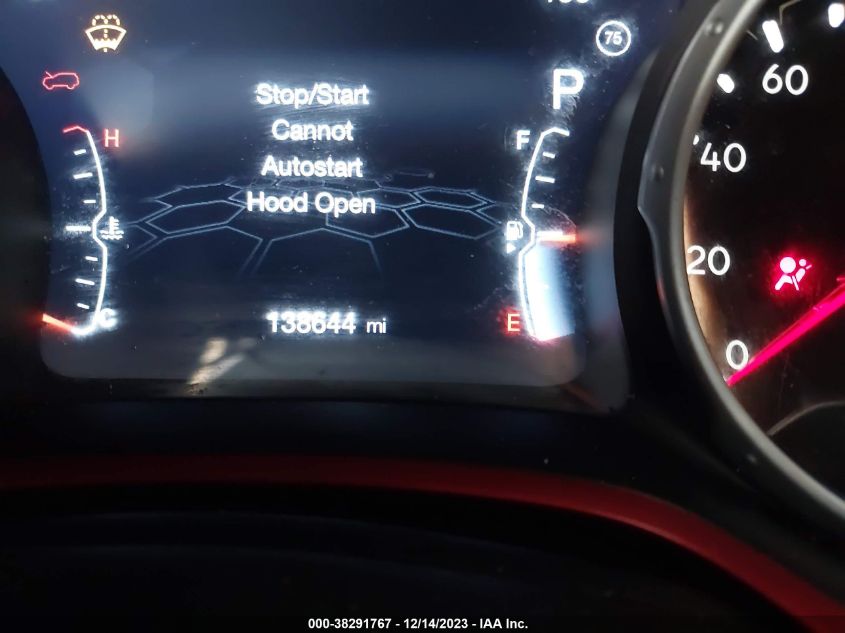 75
P
Stop/Start
Cannot
Autostart
Hood Open
H
C
F
E
138644 mi
60
40
20
0
000-38291767 - 12/14/2023 - IAA Inc.